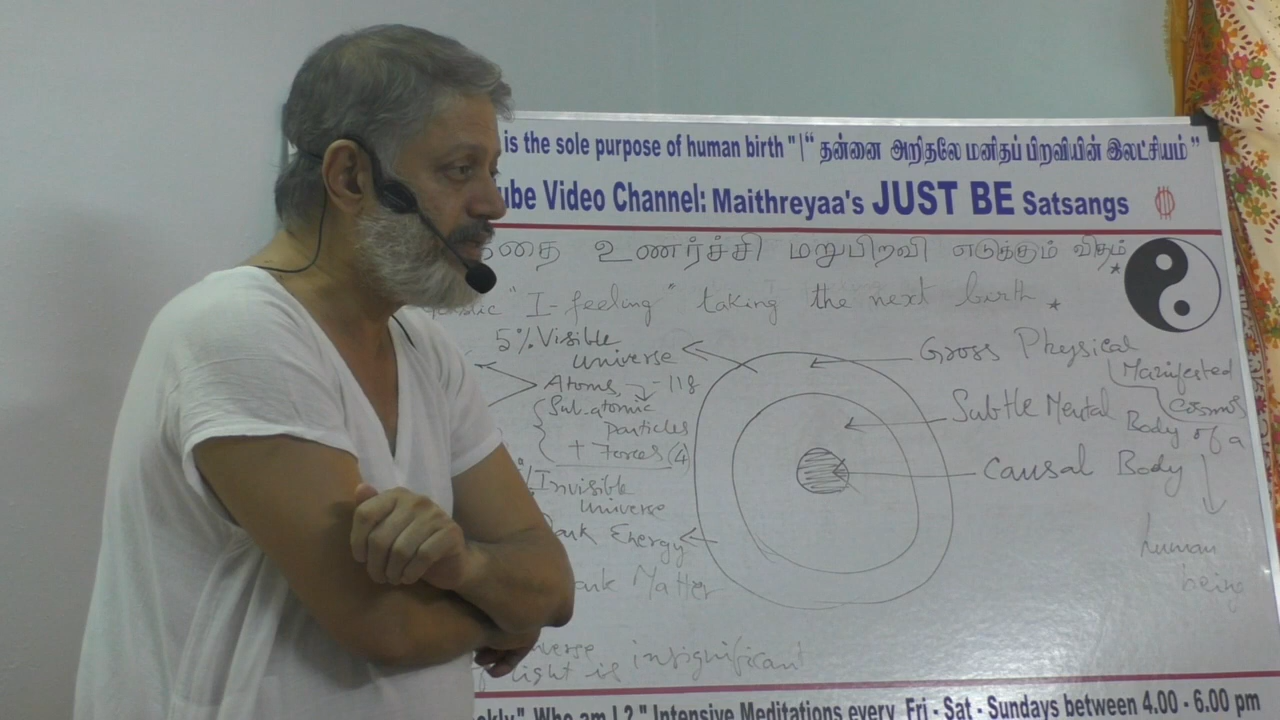 is the sole purpose of human birth " | " தன்னை அறிதலே மனிதப் பிறவியின் இலட்சியம் "
ube Video Channel: Maithreyaa's JUST BE Satsangs
தை உணர்ச்சி மறுபிறவி எடுக்கும் விதம் *
"I-feeling" taking the next birth *
5% Visible
universe
Atoms → 118
Sub-atomic
Particles
+ Forces (4)
Invisible
universe
Dark Energy
Dark Matter
light is insignificant
Gross Physical
Manifested
Cosmos
Subtle Mental
Body of a
Causal Body
human
being
"Who am I ? " Intensive Meditations every Fri - Sat - Sundays between 4.00 - 6.00 pm